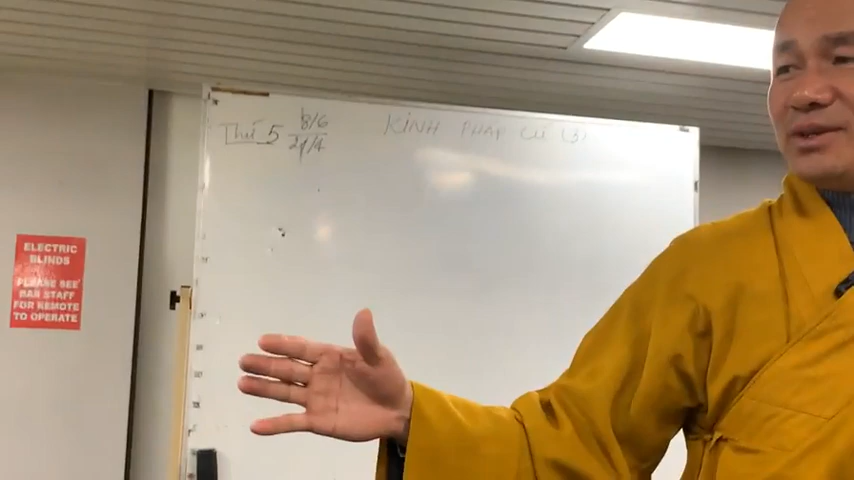 Thứ 5 8/6
21/4
KINH PHÁP CÚ (3)
ELECTRIC
BLINDS
PLEASE SEE
BAR STAFF
FOR REMOTE
TO OPERATE